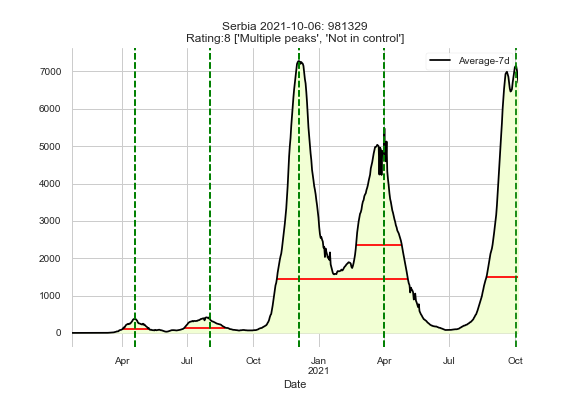 Serbia 2021-10-06: 981329
Rating:8 ['Multiple peaks', 'Not in control']
Average-7d
7000
6000
5000
4000
3000
2000
1000
0
Apr Jul Oct Jan Apr Jul Oct
2021
Date